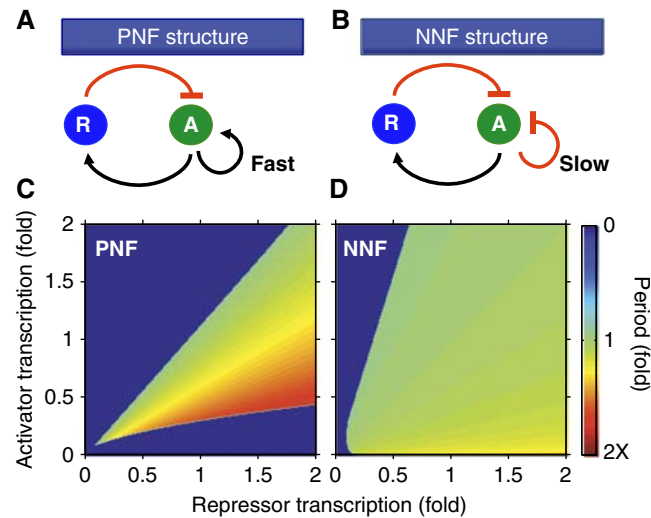 A
PNF structure
R
A
Fast
B
NNF structure
R
A
Slow
C
PNF
2
1.5
1
0.5
0
0
0.5
1
1.5
2
Activator transcription (fold)
D
NNF
0
0.5
1
1.5
2
Repressor transcription (fold)
0
1
2X
Period (fold)